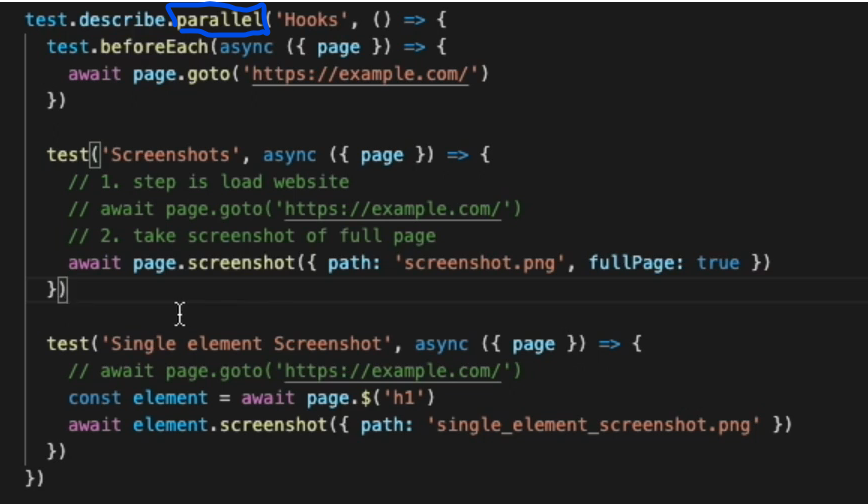 test.describe.parallel('Hooks', () => {
test.beforeEach(async ({ page }) => {
await page.goto('https://example.com/')
})
test('Screenshots', async ({ page }) => {
// 1. step is load website
// await page.goto('https://example.com/')
// 2. take screenshot of full page
await page.screenshot({ path: 'screenshot.png', fullPage: true })
})
test('Single element Screenshot', async ({ page }) => {
// await page.goto('https://example.com/')
const element = await page.$('h1')
await element.screenshot({ path: 'single_element_screenshot.png' })
})
})